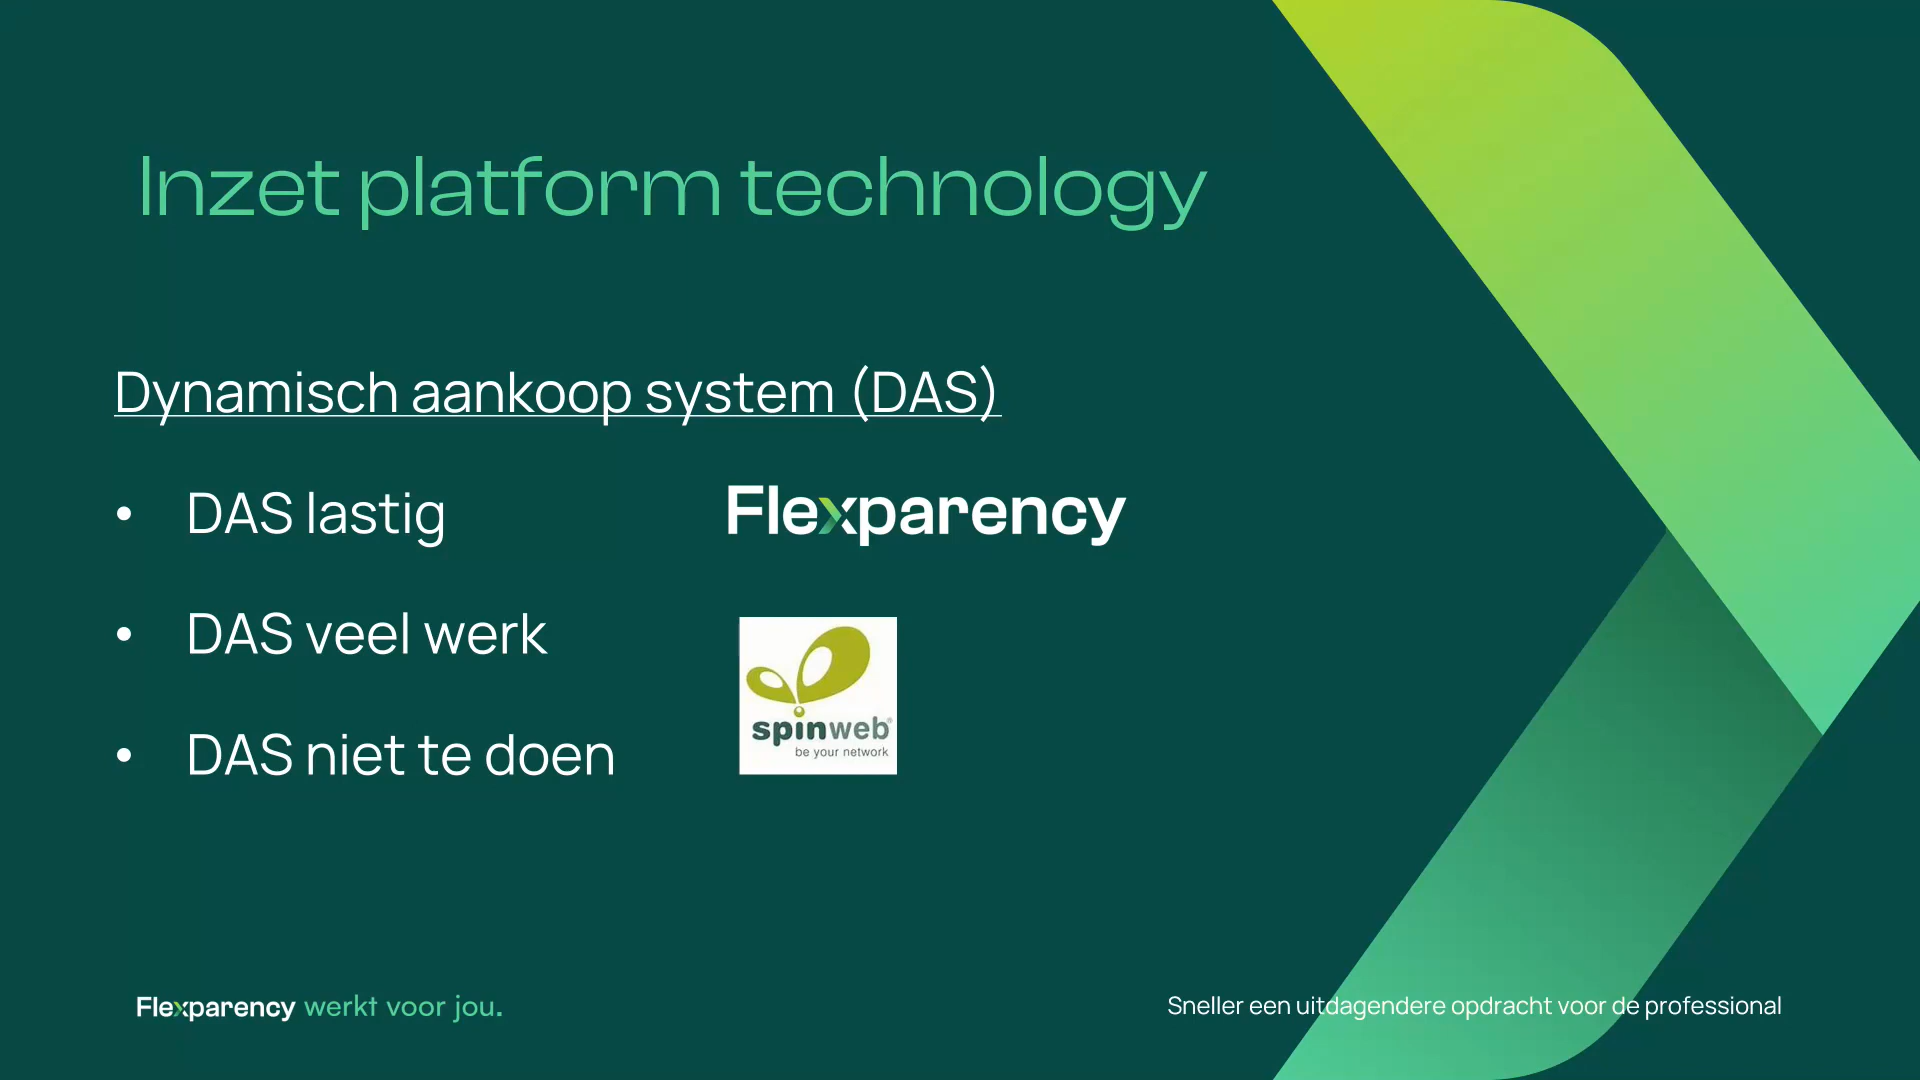 Inzet platform technology
Dynamisch aankoop system (DAS)
• DAS lastig
Flexparency
• DAS veel werk
• DAS niet te doen
spinweb®
be your network
Flexparency werkt voor jou.
Sneller een uitdagendere opdracht voor de professional